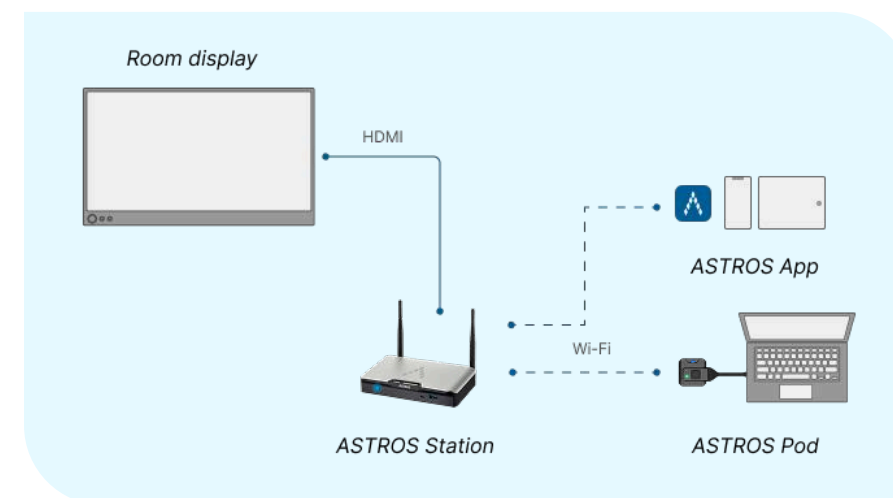 Room display
HDMI
ASTROS App
Wi-Fi
ASTROS Station
ASTROS Pod